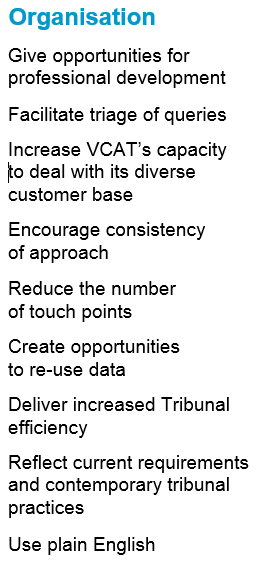 Organisation
Give opportunities for
professional development
Facilitate triage of queries
Increase VCAT’s capacity
to deal with its diverse
customer base
Encourage consistency
of approach
Reduce the number
of touch points
Create opportunities
to re-use data
Deliver increased Tribunal
efficiency
Reflect current requirements
and contemporary tribunal
practices
Use plain English